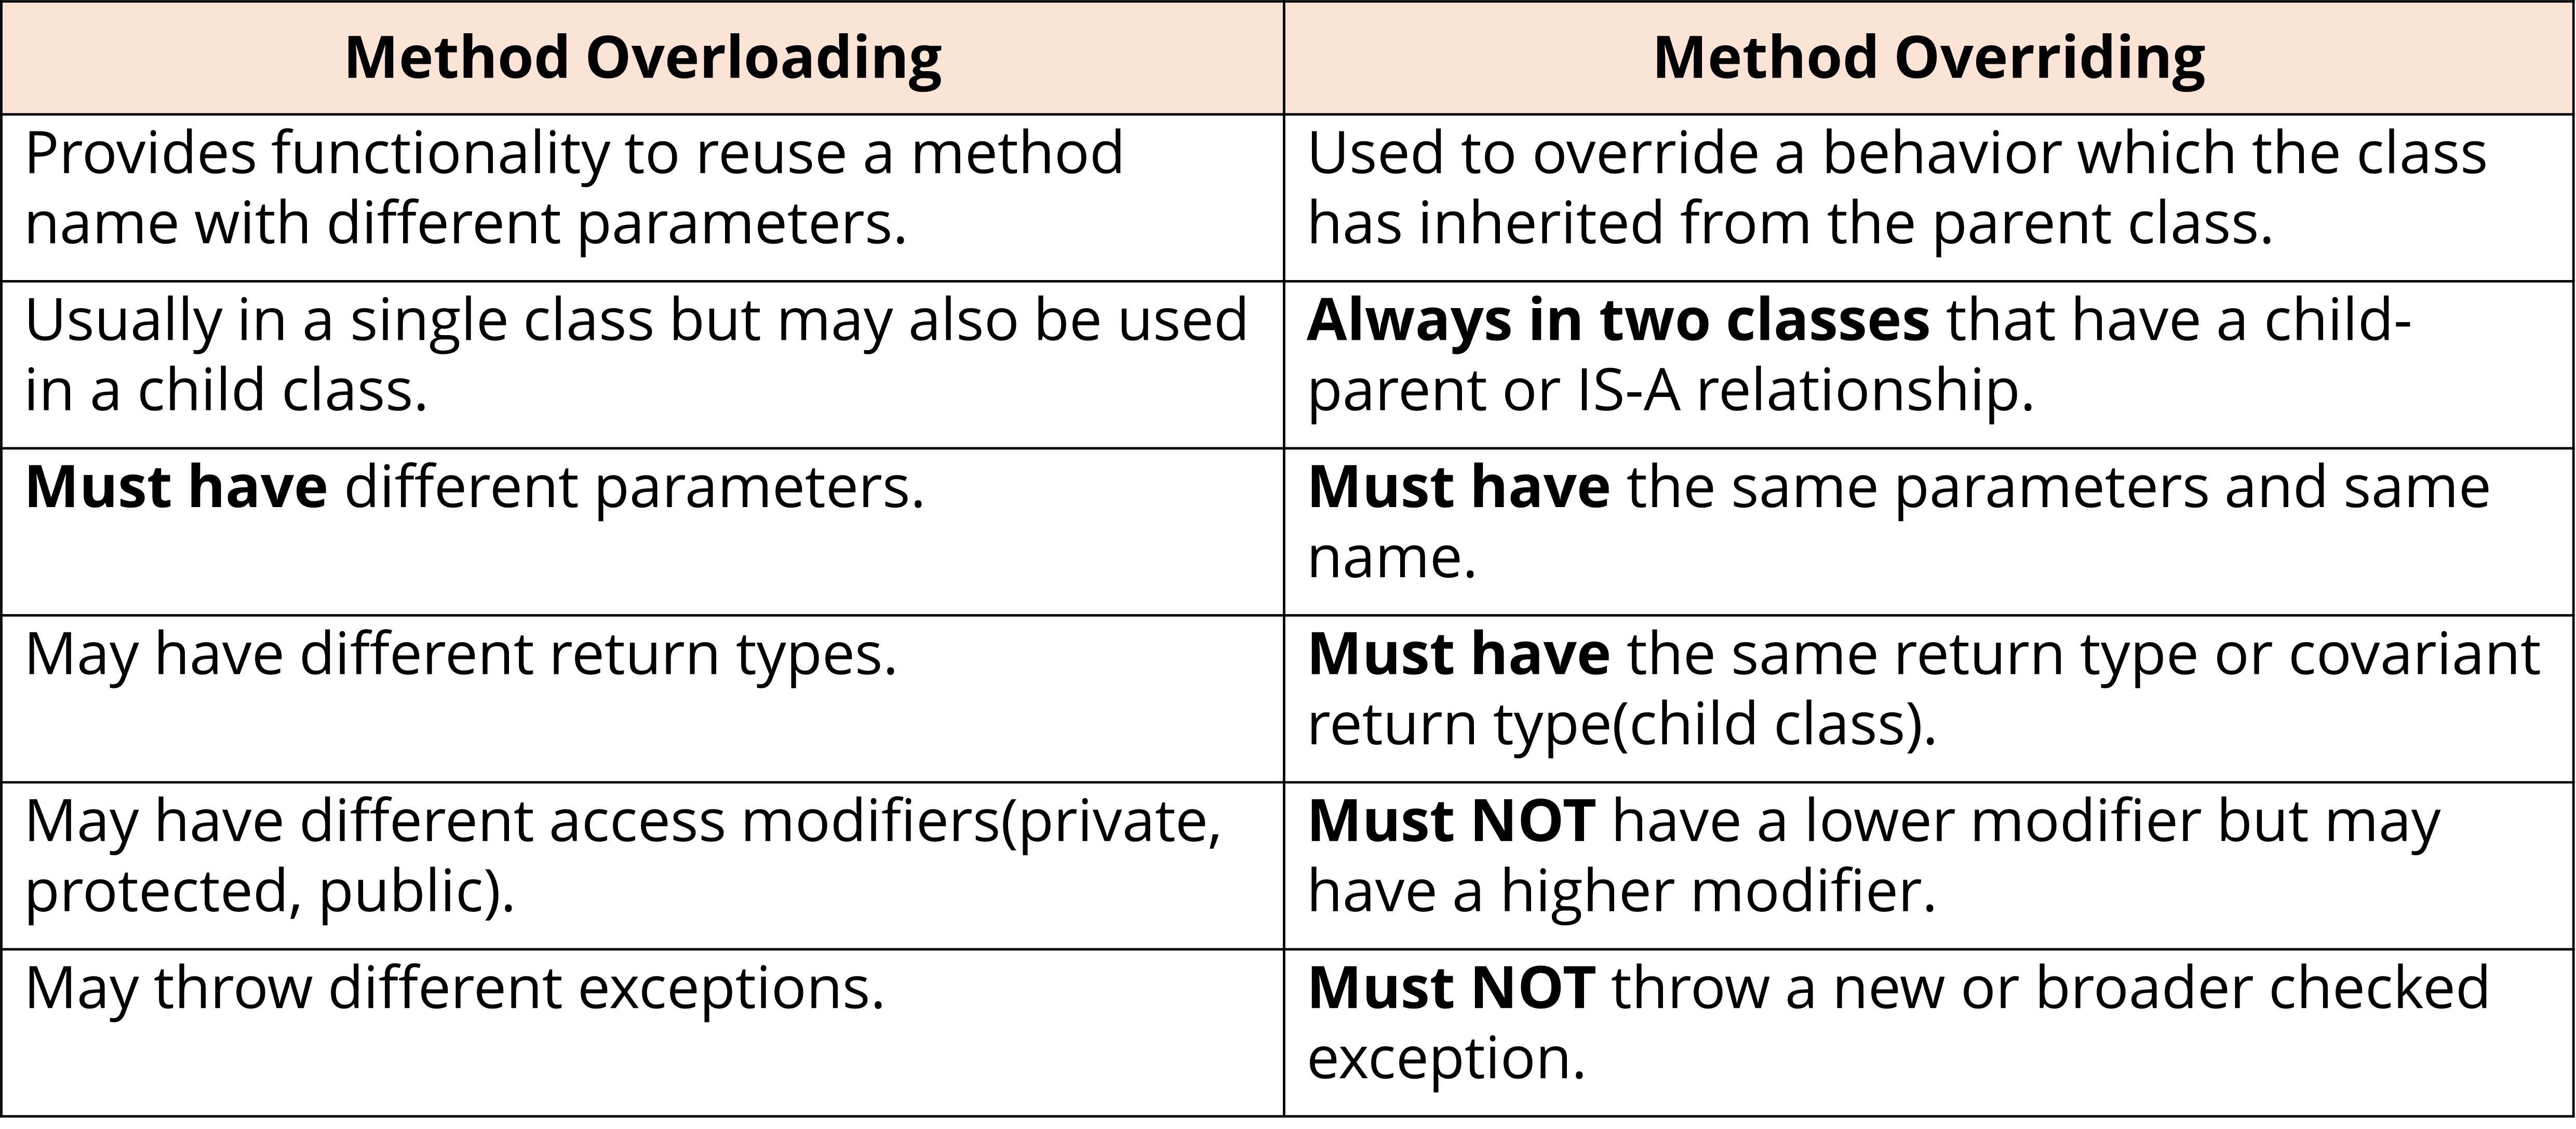 Method Overloading
Method Overriding
Provides functionality to reuse a method
name with different parameters.
Used to override a behavior which the class
has inherited from the parent class.
Usually in a single class but may also be used
in a child class.
Always in two classes that have a child-
parent or IS-A relationship.
Must have different parameters.
Must have the same parameters and same
name.
May have different return types.
Must have the same return type or covariant
return type(child class).
May have different access modifiers(private,
protected, public).
Must NOT have a lower modifier but may
have a higher modifier.
May throw different exceptions.
Must NOT throw a new or broader checked
exception.